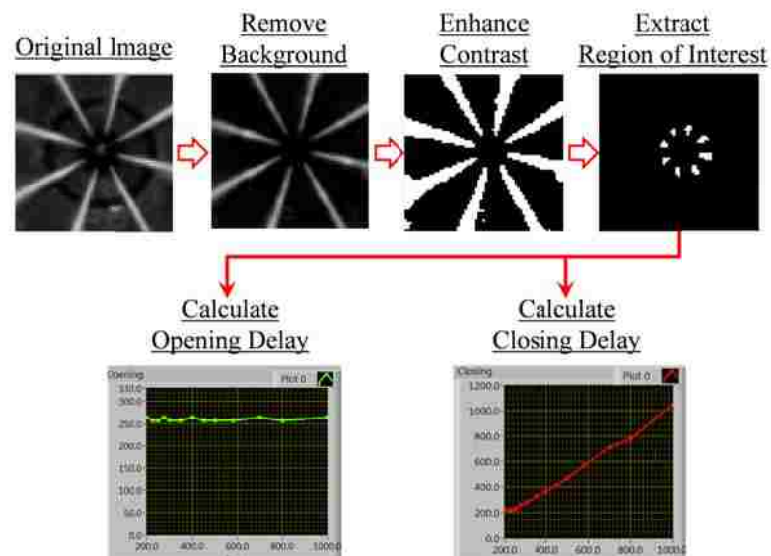 Original Image
Remove
Background
Enhance
Contrast
Extract
Region of Interest
Calculate
Opening Delay
Calculate
Closing Delay
Opening
Plot 0
310.0
300.0
250.0
200.0
150.0
100.0
50.0
0.0
200.0 400.0 600.0 800.0 1000.0
Closing
Plot 0
1200.0
1000.0
800.0
600.0
400.0
200.0
0.0
200.0 400.0 600.0 800.0 1000.0